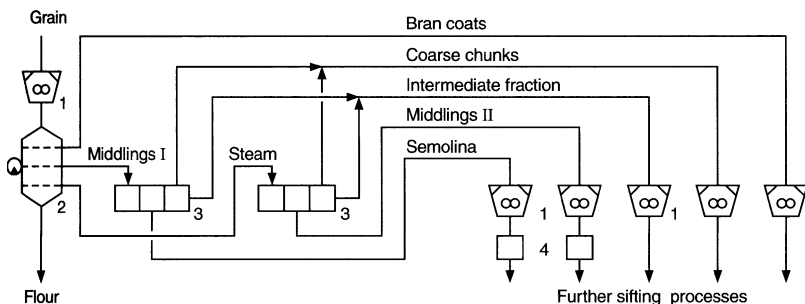 Grain
Bran coats
Coarse chunks
Intermediate fraction
1
Middlings II
Middlings I
Steam
Semolina
2
3
3
1
1
4
Flour
Further sifting processes